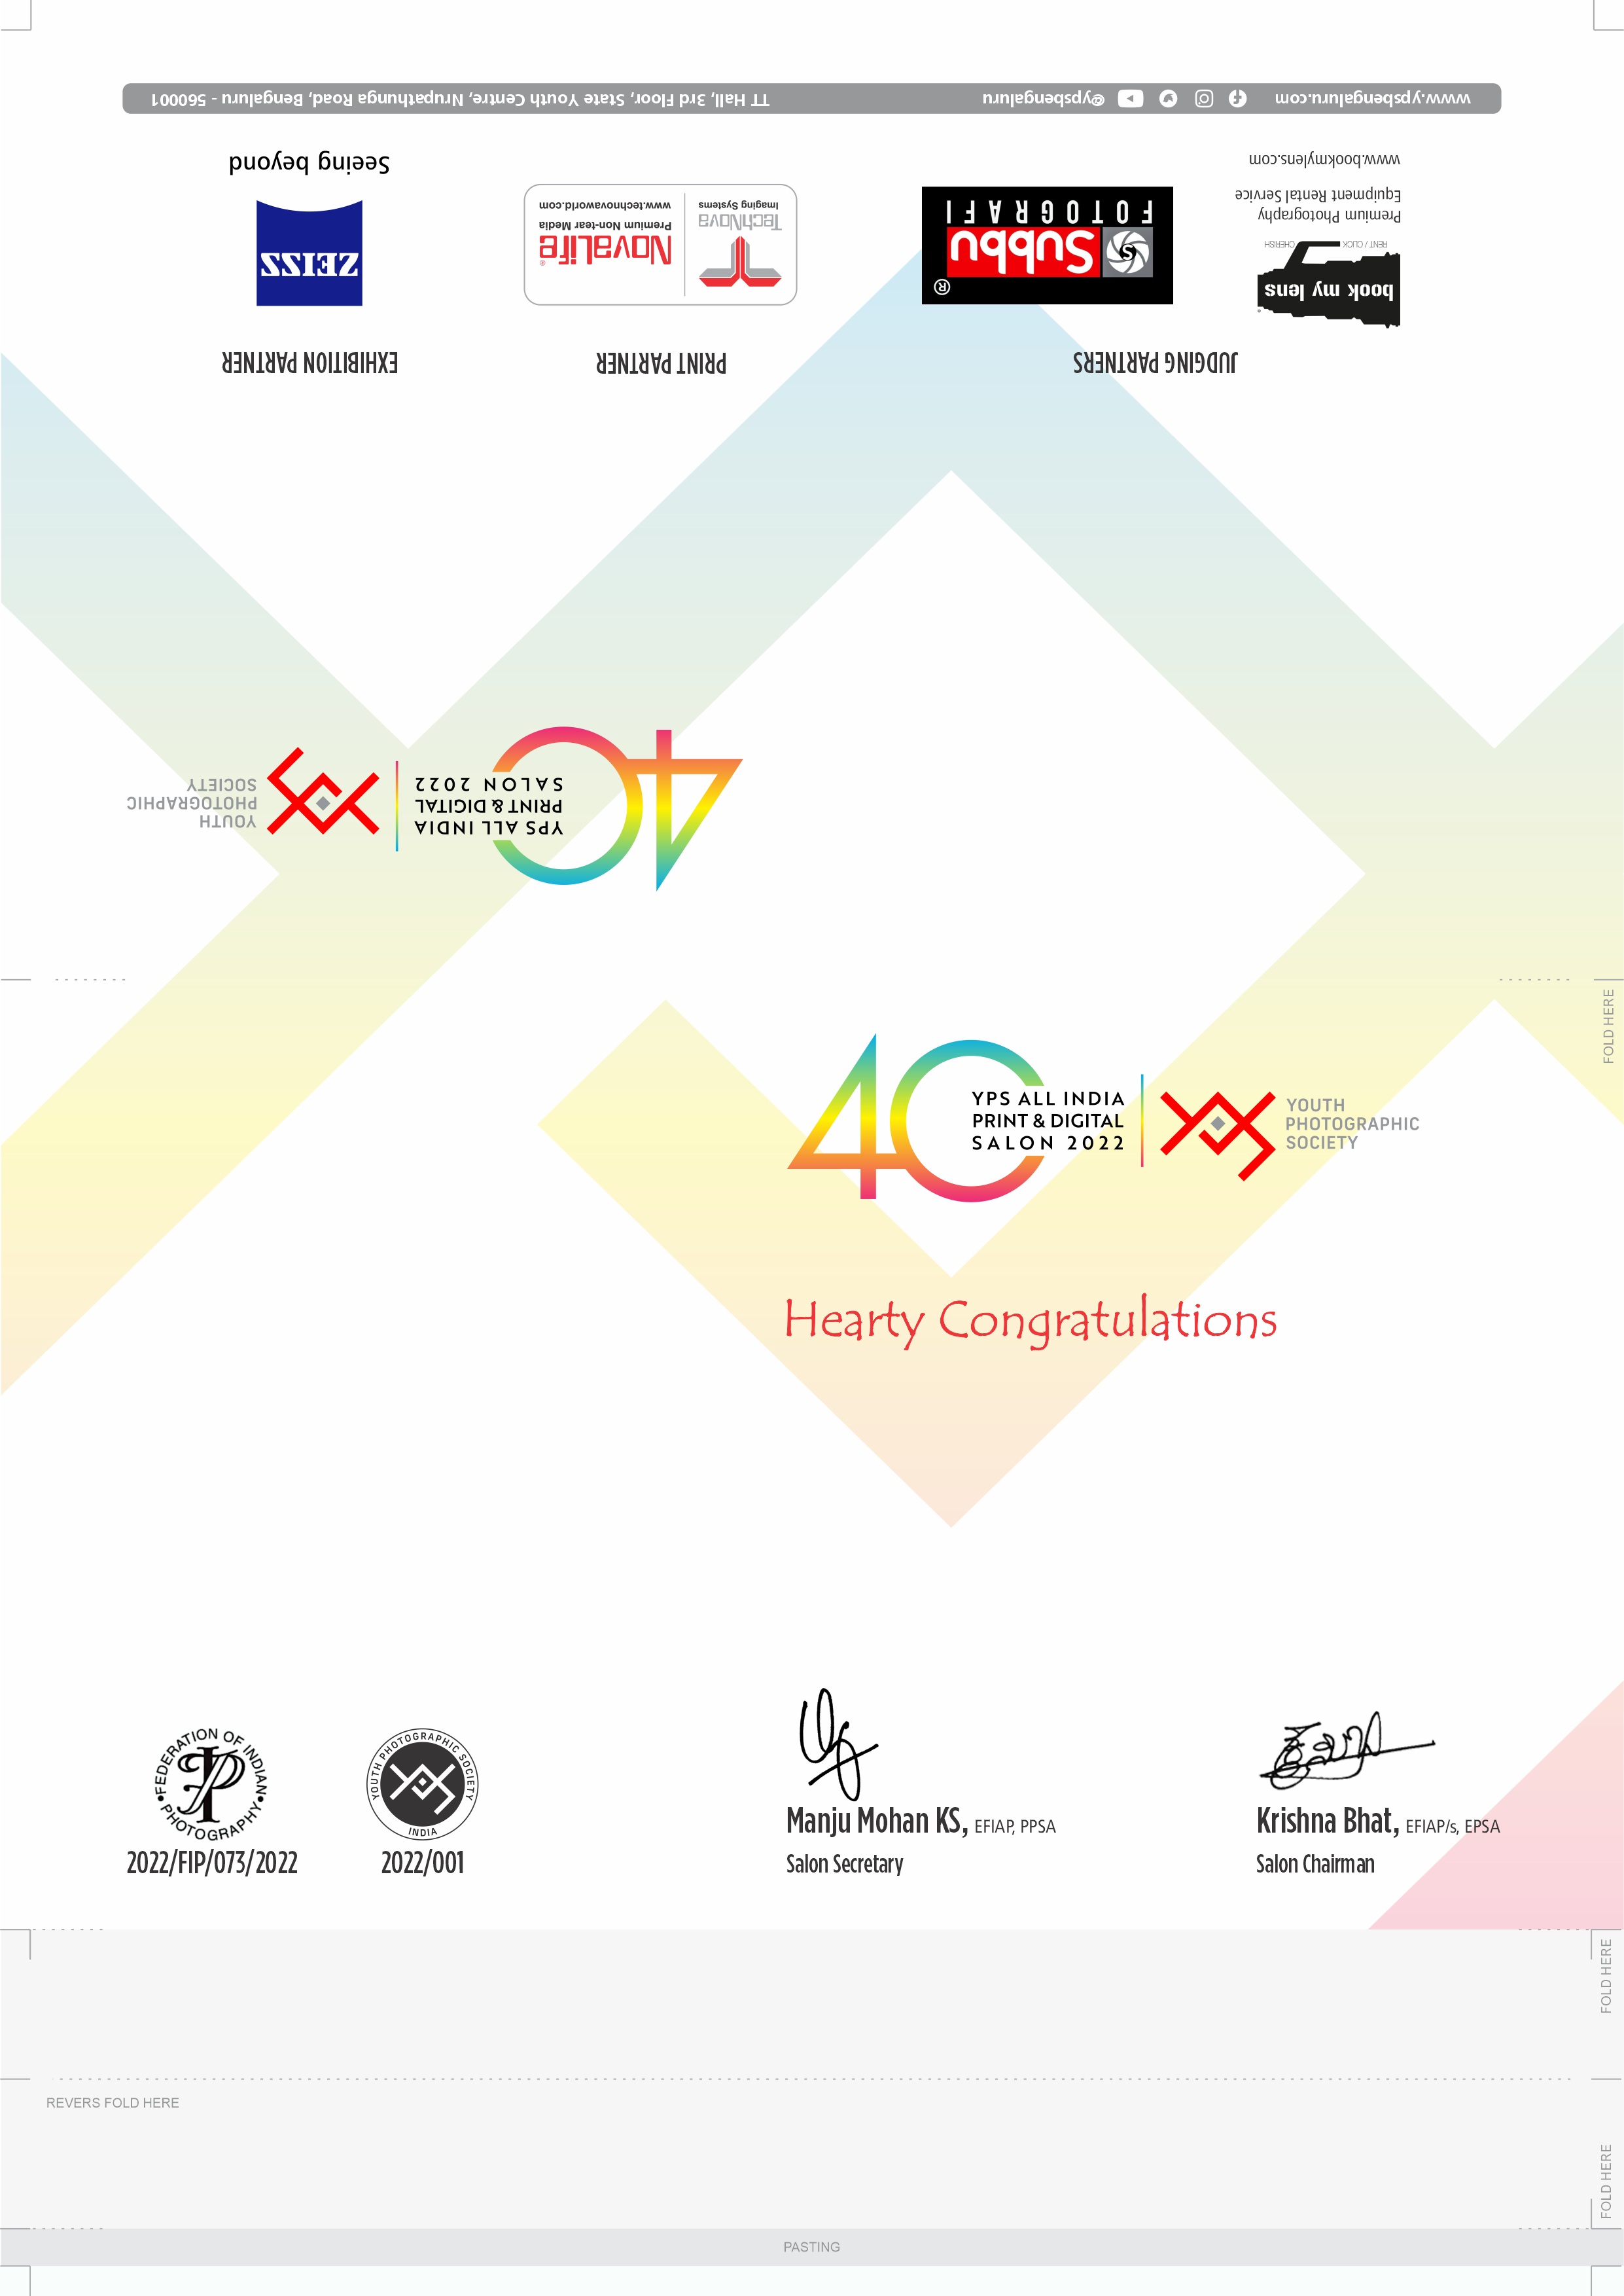 TT Hall, 3rd Floor, State Youth Centre, Nrupathunga Road, Bengaluru - 560001
@ypsbengaluru
www.ypsbengaluru.com
Seeing beyond
ZEISS
EXHIBITION PARTNER
NovaLife®
Premium Non-tear Media
www.technovaworld.com
TechNova
Imaging Systems
PRINT PARTNER
®
S Subbu
FOTOGRAFI
book my lens
RENT / CLICK CHERISH
Premium Photography
Equipment Rental Service
www.bookmylens.com
JUDGING PARTNERS
40
YPS ALL INDIA
PRINT & DIGITAL
SALON 2022
YOUTH
PHOTOGRAPHIC
SOCIETY
FOLD HERE
40
YPS ALL INDIA
PRINT & DIGITAL
SALON 2022
YOUTH
PHOTOGRAPHIC
SOCIETY
Hearty Congratulations
FEDERATION OF INDIAN
PHOTOGRAPHY
FIP
2022/FIP/073/2022
YOUTH PHOTOGRAPHIC SOCIETY
INDIA
2022/001
Manju Mohan KS, EFIAP, PPSA
Salon Secretary
Krishna Bhat, EFIAP/s, EPSA
Salon Chairman
FOLD HERE
REVERS FOLD HERE
FOLD HERE
PASTING